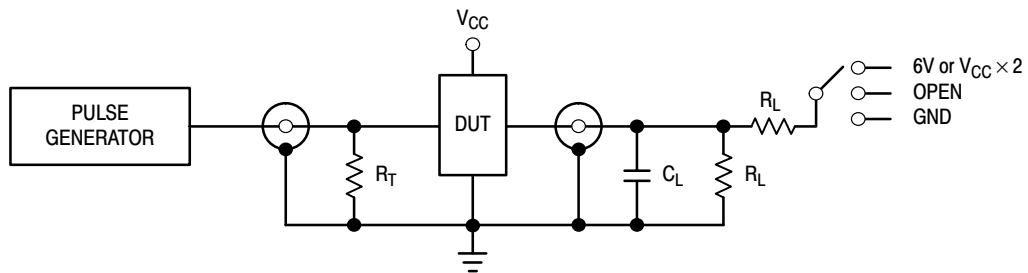 V_CC
PULSE
GENERATOR
R_T
DUT
C_L
R_L
R_L
6V or V_CC × 2
OPEN
GND